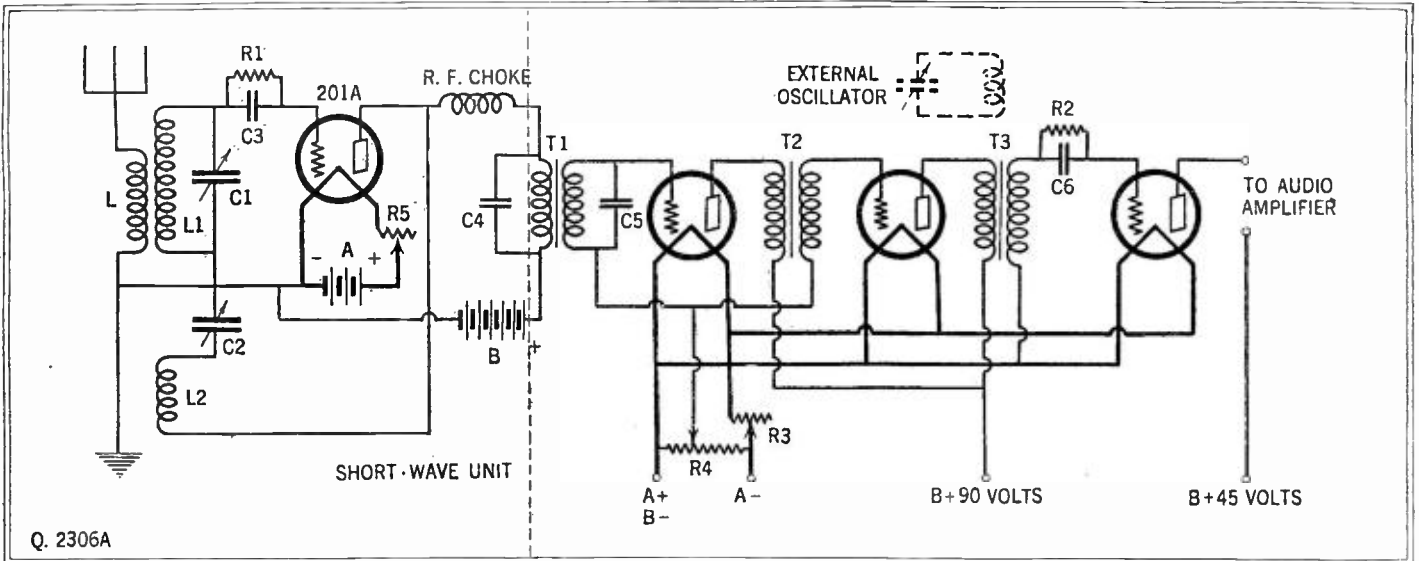 R1
201A
R. F. CHOKE
EXTERNAL
OSCILLATOR
C3
T1
T2
T3
R2
C6
L
L1
C1
R5
C4
C5
TO AUDIO
AMPLIFIER
- A +
C2
B +
L2
R3
R4
SHORT-WAVE UNIT
A+
B-
A-
B+90 VOLTS
B+45 VOLTS
Q. 2306A